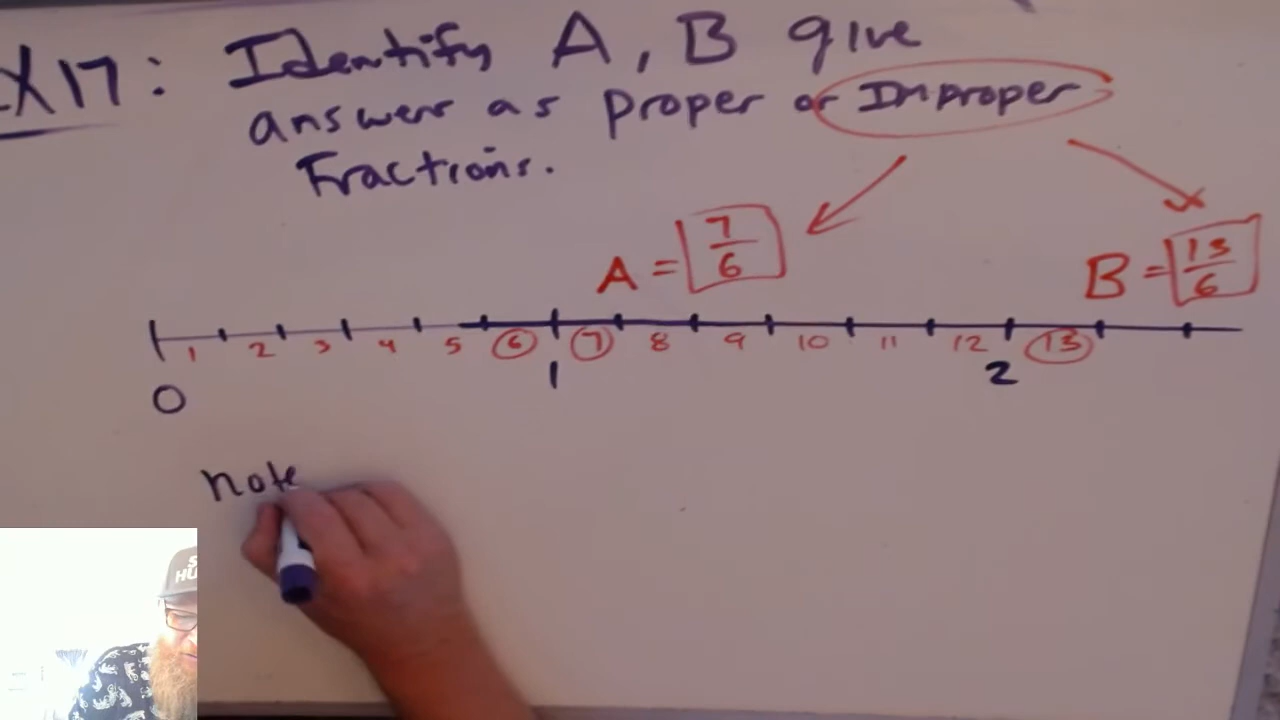 EX17: Identify A, B give
answers as proper or Improper
Fractions.
A = 7/6
B = 13/6
1 2 3 4 5 6 7 8 9 10 11 12 13
0 1 2
note